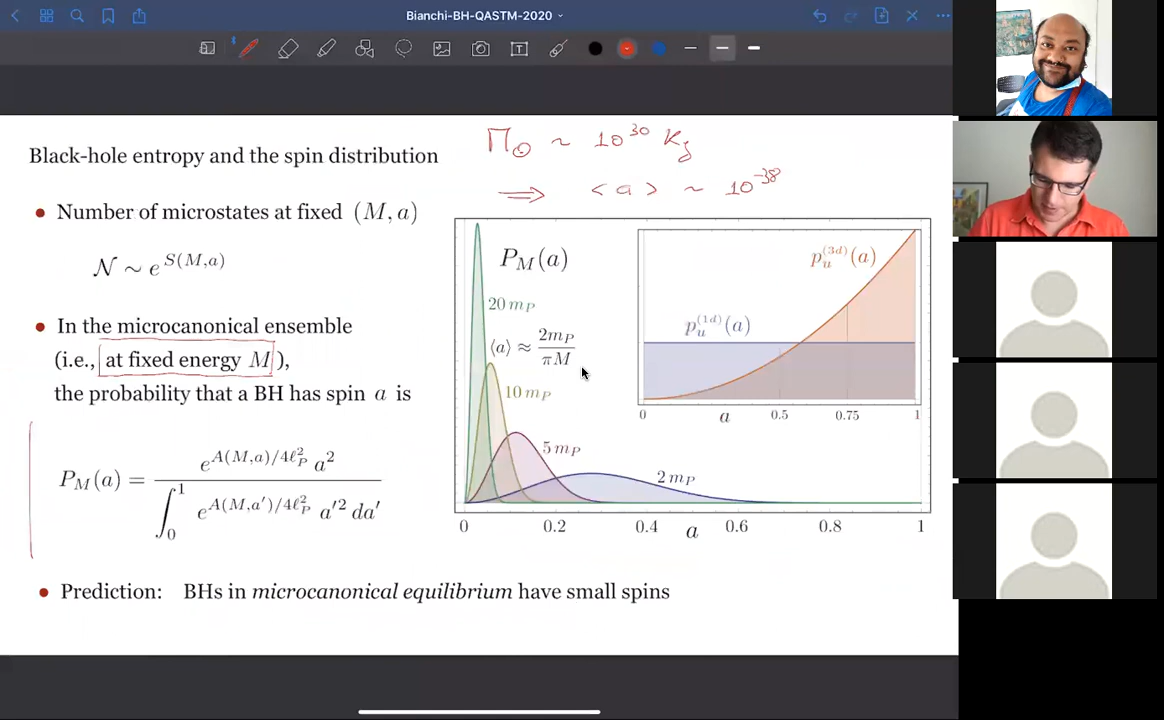 Bianchi-BH-QASTM-2020
M⊙ ~ 10^30 Kg
⟹ <a> ~ 10^-38
Black-hole entropy and the spin distribution
• Number of microstates at fixed (M, a)
𝒩 ∼ e^{S(M,a)}
• In the microcanonical ensemble
(i.e., at fixed energy M),
the probability that a BH has spin a is
P_M(a) = \frac{e^{A(M,a)/4ℓ_P^2} a^2}{∫_0^1 e^{A(M,a′)/4ℓ_P^2} a′^2 da′}
P_M(a)
20 m_P
⟨a⟩ ≈ \frac{2m_P}{πM}
10 m_P
5 m_P
2 m_P
0 0.2 0.4 0.6 0.8 1
a
p_u^{(3d)}(a)
p_u^{(1d)}(a)
0 a 0.5 0.75 1
• Prediction: BHs in microcanonical equilibrium have small spins